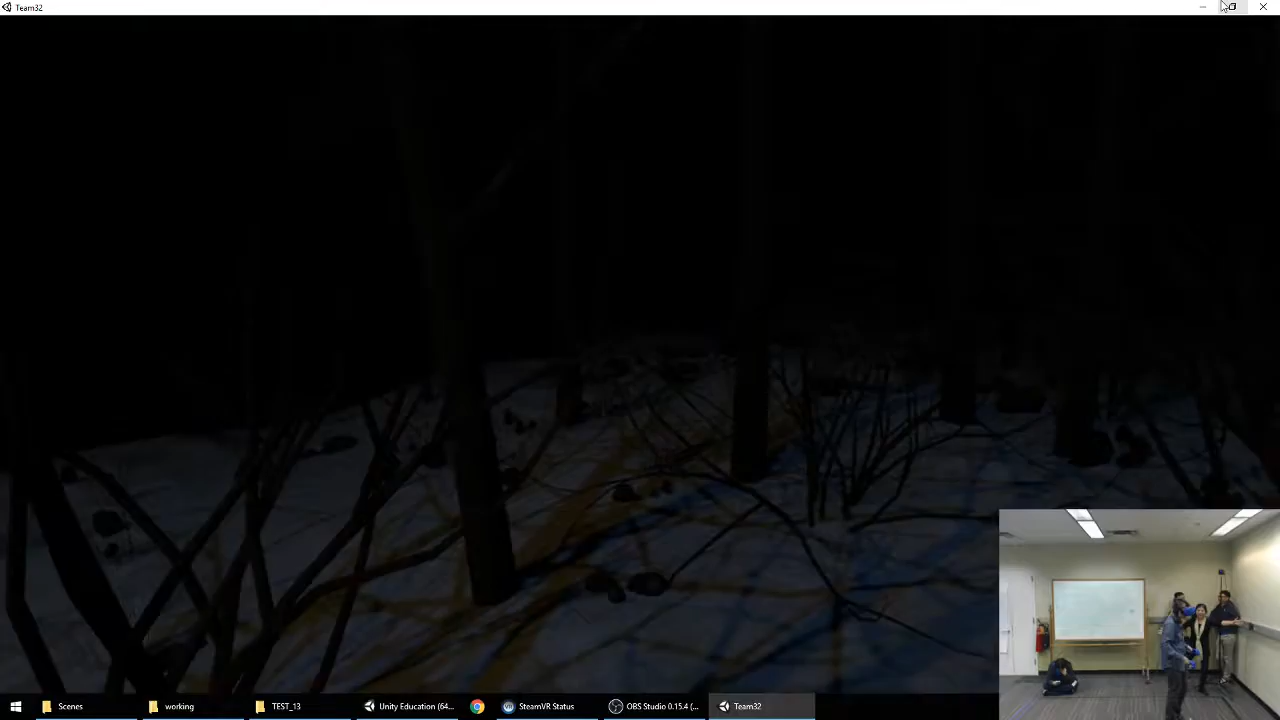 Team32
Scenes
working
TEST_13
Unity Education (64...
SteamVR Status
OBS Studio 0.15.4 (...
Team32